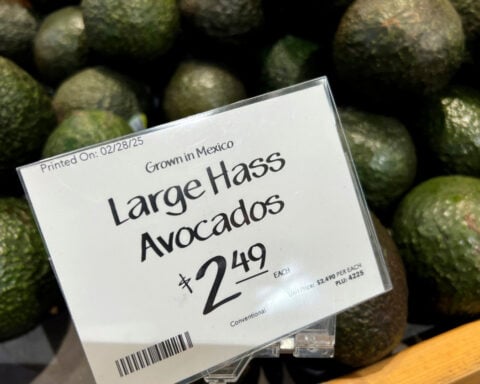 Printed On: 02/28/25
Grown in Mexico
Large Hass
Avocados
$2.49 EACH
Unit Price: $2.490 PER EACH
PLU: 4225
Conventional